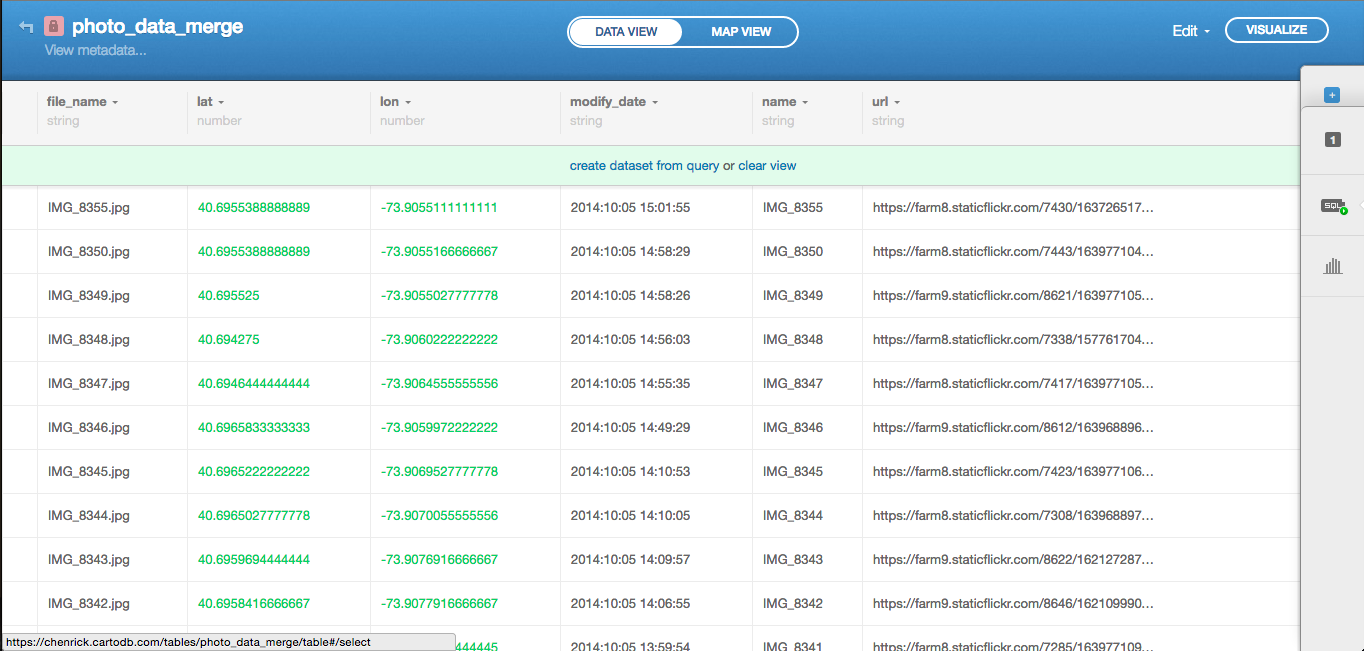 photo_data_merge
View metadata...
DATA VIEW MAP VIEW
Edit VISUALIZE
file_name lat lon modify_date name url
string number number string string string
create dataset from query or clear view
IMG_8355.jpg 40.6955388888889 -73.9055111111111 2014:10:05 15:01:55 IMG_8355 https://farm8.staticflickr.com/7430/163726517...
IMG_8350.jpg 40.6955388888889 -73.9055166666667 2014:10:05 14:58:29 IMG_8350 https://farm8.staticflickr.com/7443/163977104...
IMG_8349.jpg 40.695525 -73.9055027777778 2014:10:05 14:58:26 IMG_8349 https://farm9.staticflickr.com/8621/163977105...
IMG_8348.jpg 40.694275 -73.9060222222222 2014:10:05 14:56:03 IMG_8348 https://farm8.staticflickr.com/7338/157761704...
IMG_8347.jpg 40.6946444444444 -73.9064555555556 2014:10:05 14:55:35 IMG_8347 https://farm8.staticflickr.com/7417/163977105...
IMG_8346.jpg 40.6965833333333 -73.9059972222222 2014:10:05 14:49:29 IMG_8346 https://farm9.staticflickr.com/8612/163968896...
IMG_8345.jpg 40.6965222222222 -73.9069527777778 2014:10:05 14:10:53 IMG_8345 https://farm8.staticflickr.com/7423/163977106...
IMG_8344.jpg 40.6965027777778 -73.9070055555556 2014:10:05 14:10:05 IMG_8344 https://farm8.staticflickr.com/7308/163968897...
IMG_8343.jpg 40.6959694444444 -73.9076916666667 2014:10:05 14:09:57 IMG_8343 https://farm9.staticflickr.com/8622/162127287...
IMG_8342.jpg 40.6958416666667 -73.9077916666667 2014:10:05 14:06:55 IMG_8342 https://farm9.staticflickr.com/8646/162109990...
444445 2014:10:05 13:59:54 IMG_8341 https://farm8.staticflickr.com/7285/163977109...
https://chenrick.cartodb.com/tables/photo_data_merge/table#/select
+
1
SQL